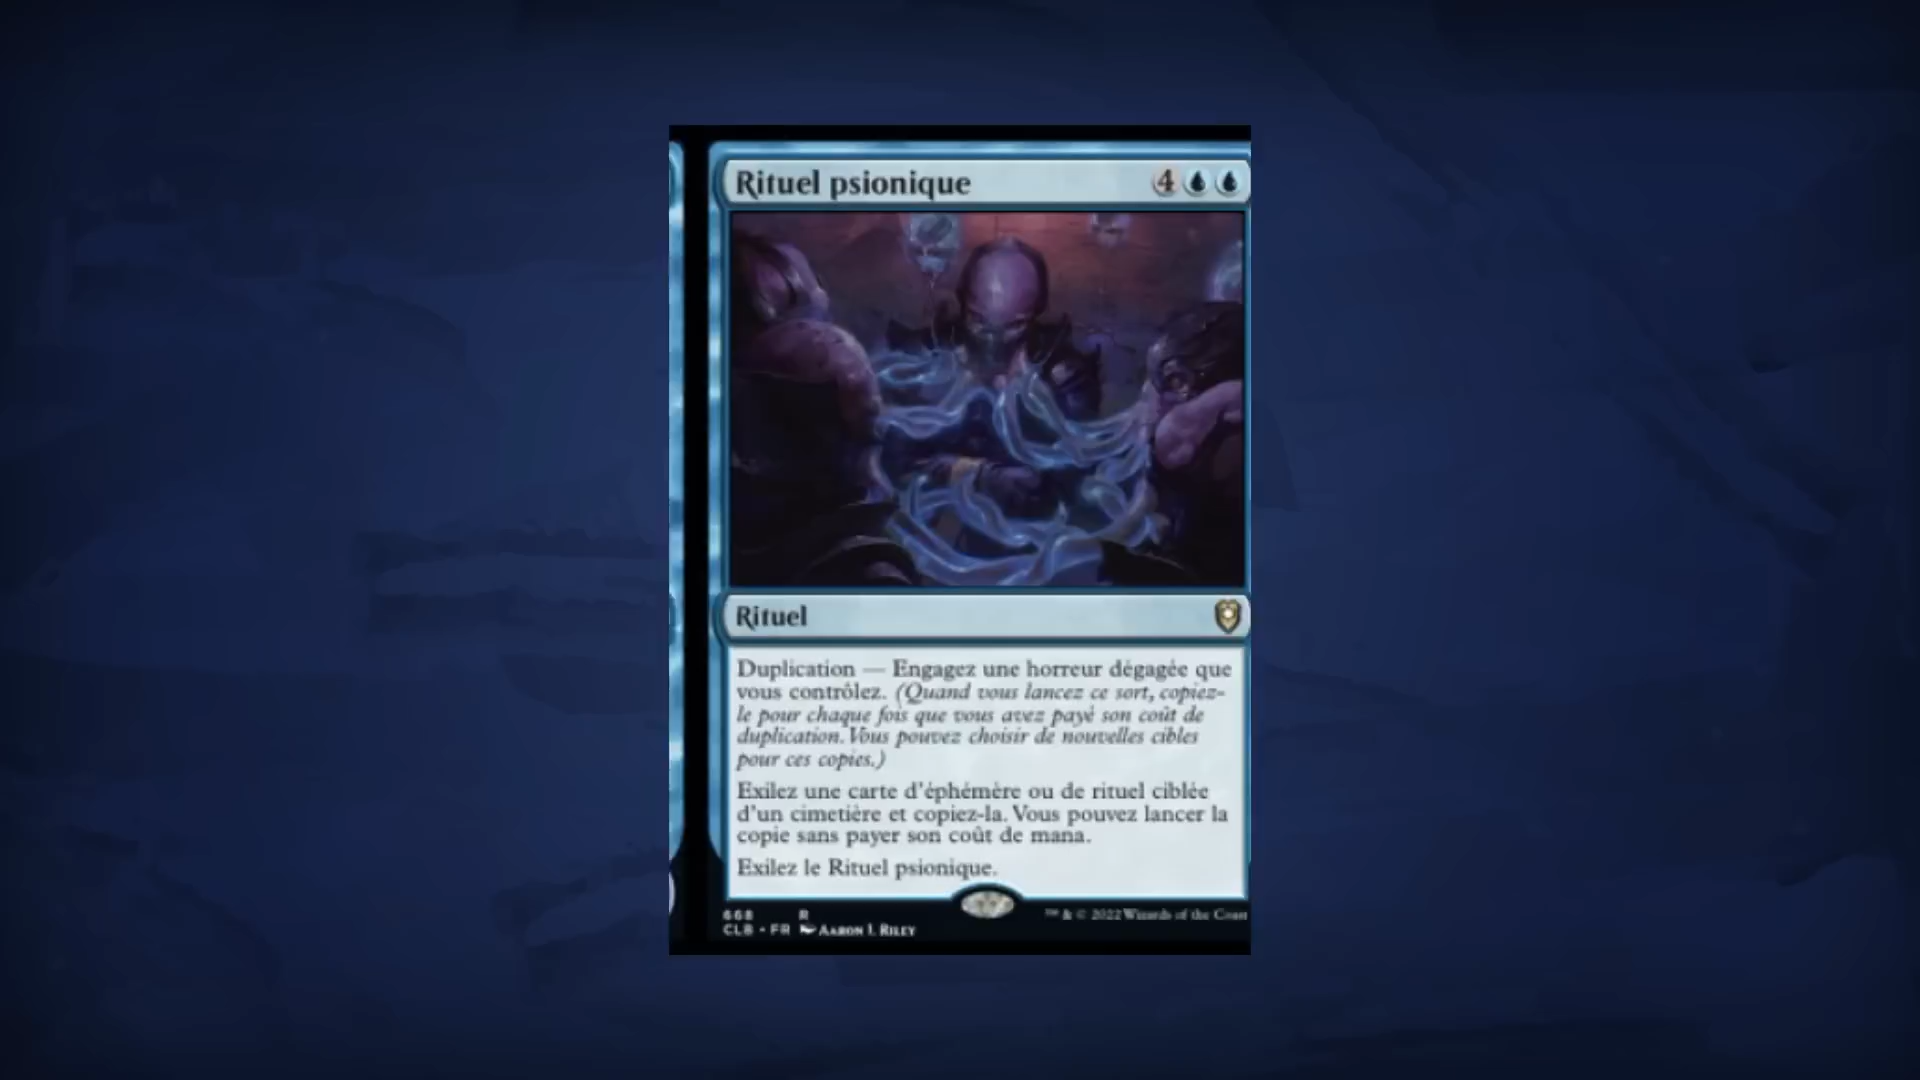 Rituel psionique 4
Rituel
Duplication — Engagez une horreur dégagée que
vous contrôlez. (Quand vous lancez ce sort, copiez-
le pour chaque fois que vous avez payé son coût de
duplication. Vous pouvez choisir de nouvelles cibles
pour ces copies.)
Exilez une carte d'éphémère ou de rituel ciblée
d'un cimetière et copiez-la. Vous pouvez lancer la
copie sans payer son coût de mana.
Exilez le Rituel psionique.
668 R
CLB • FR Aaron J. Riley
™ & © 2022 Wizards of the Coast